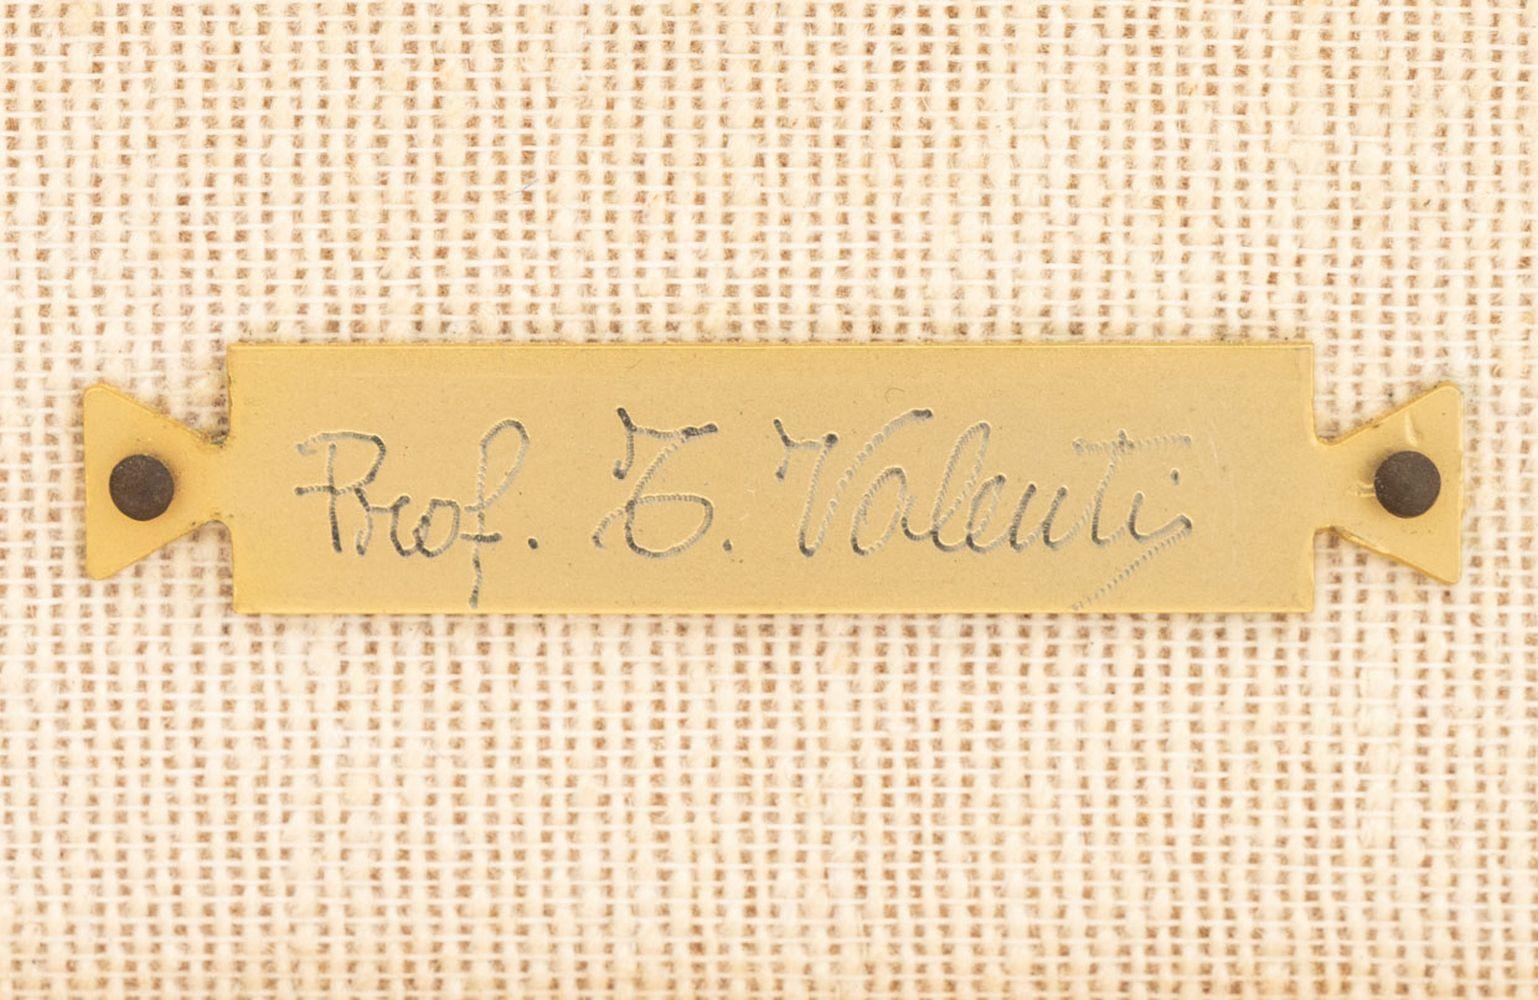 Prof. T. Valenti